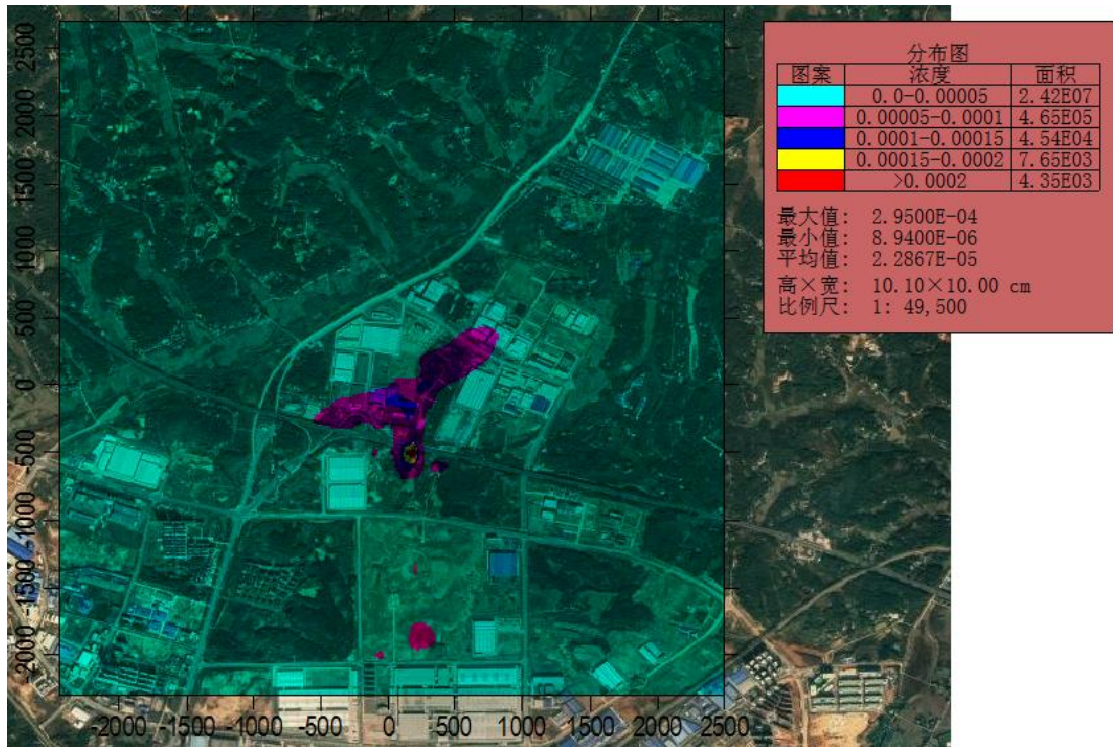 分布图
图案 浓度 面积
0.0-0.00005 2.42E07
0.00005-0.0001 4.65E05
0.0001-0.00015 4.54E04
0.00015-0.0002 7.65E03
>0.0002 4.35E03
最大值: 2.9500E-04
最小值: 8.9400E-06
平均值: 2.2867E-05
高×宽: 10.10×10.00 cm
比例尺: 1: 49,500
2500
2000
1500
1000
500
0
-500
-1000
-1500
-2000
-2000 -1500 -1000 -500 0 500 1000 1500 2000 2500